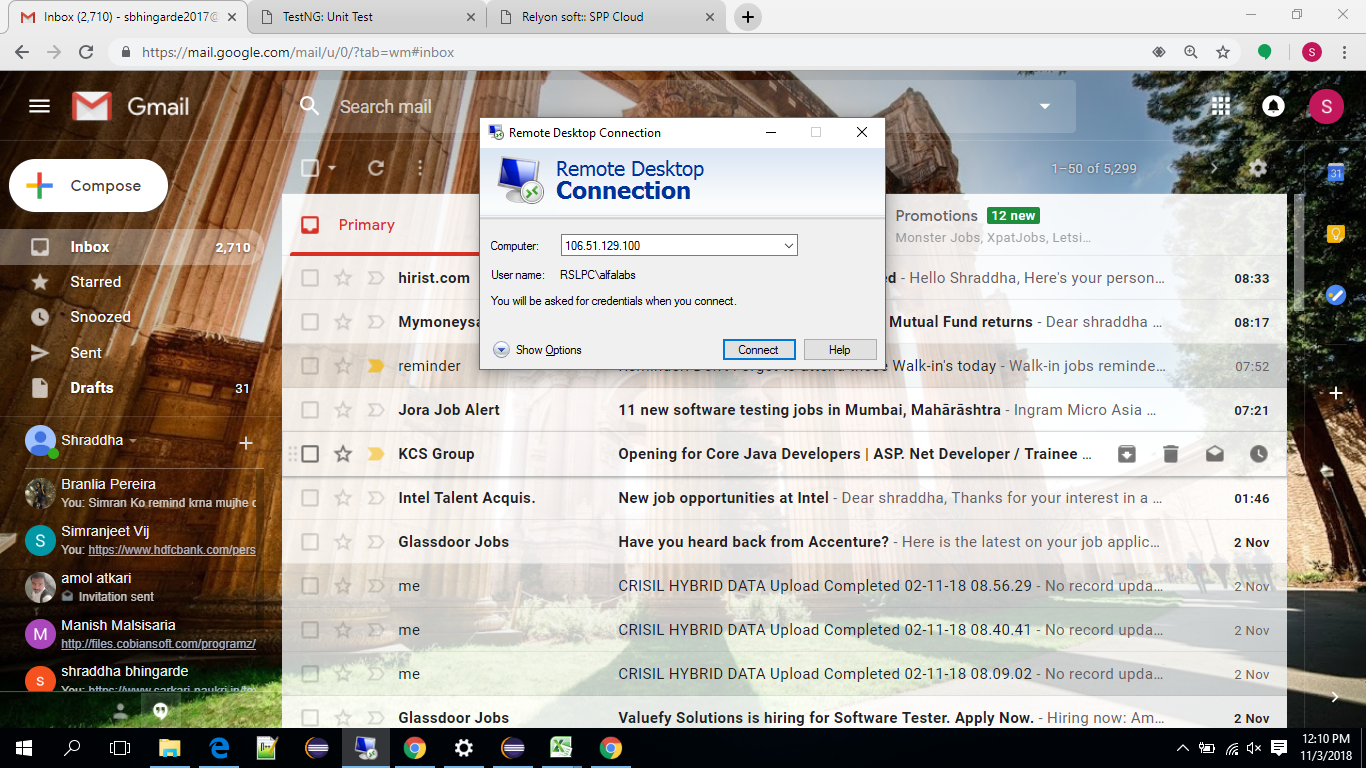 Inbox (2,710) - sbhingarde2017@
TestNG: Unit Test
Relyon soft:: SPP Cloud
https://mail.google.com/mail/u/0/?tab=wm#inbox
S
Gmail
Search mail
S
Compose
1–50 of 5,299
31
Inbox 2,710
Starred
Snoozed
Sent
Drafts 31
Shraddha
Branlia Pereira
You: Simran Ko remind krna mujhe
S
Simranjeet Vij
You: https://www.hdfcbank.com/pers
amol atkari
Invitation sent
M
Manish Malsisaria
http://files.cobiansoft.com/programz/
s
shraddha bhingarde
You: https://www.sarkari-naukri.in/
Primary
Promotions 12 new
Monster Jobs, XpatJobs, Letsi...
Remote Desktop Connection
Remote Desktop
Connection
Computer: 106.51.129.100
User name: RSLPC\alfalabs
You will be asked for credentials when you connect.
Show Options Connect Help
hirist.com - Hello Shraddha, Here's your person... 08:33
Mutual Fund returns - Dear shraddha ... 08:17
reminder Walk-in's today - Walk-in jobs reminde... 07:52
Jora Job Alert 11 new software testing jobs in Mumbai, Mahārāshtra - Ingram Micro Asia ... 07:21
KCS Group Opening for Core Java Developers | ASP. Net Developer / Trainee ...
Intel Talent Acquis. New job opportunities at Intel - Dear shraddha, Thanks for your interest in a ... 01:46
Glassdoor Jobs Have you heard back from Accenture? - Here is the latest on your job applic... 2 Nov
me CRISIL HYBRID DATA Upload Completed 02-11-18 08.56.29 - No record upda... 2 Nov
me CRISIL HYBRID DATA Upload Completed 02-11-18 08.40.41 - No record upda... 2 Nov
me CRISIL HYBRID DATA Upload Completed 02-11-18 08.09.02 - No record upda... 2 Nov
Glassdoor Jobs Valuefy Solutions is hiring for Software Tester. Apply Now. - Hiring now: Am... 2 Nov
12:10 PM
11/3/2018